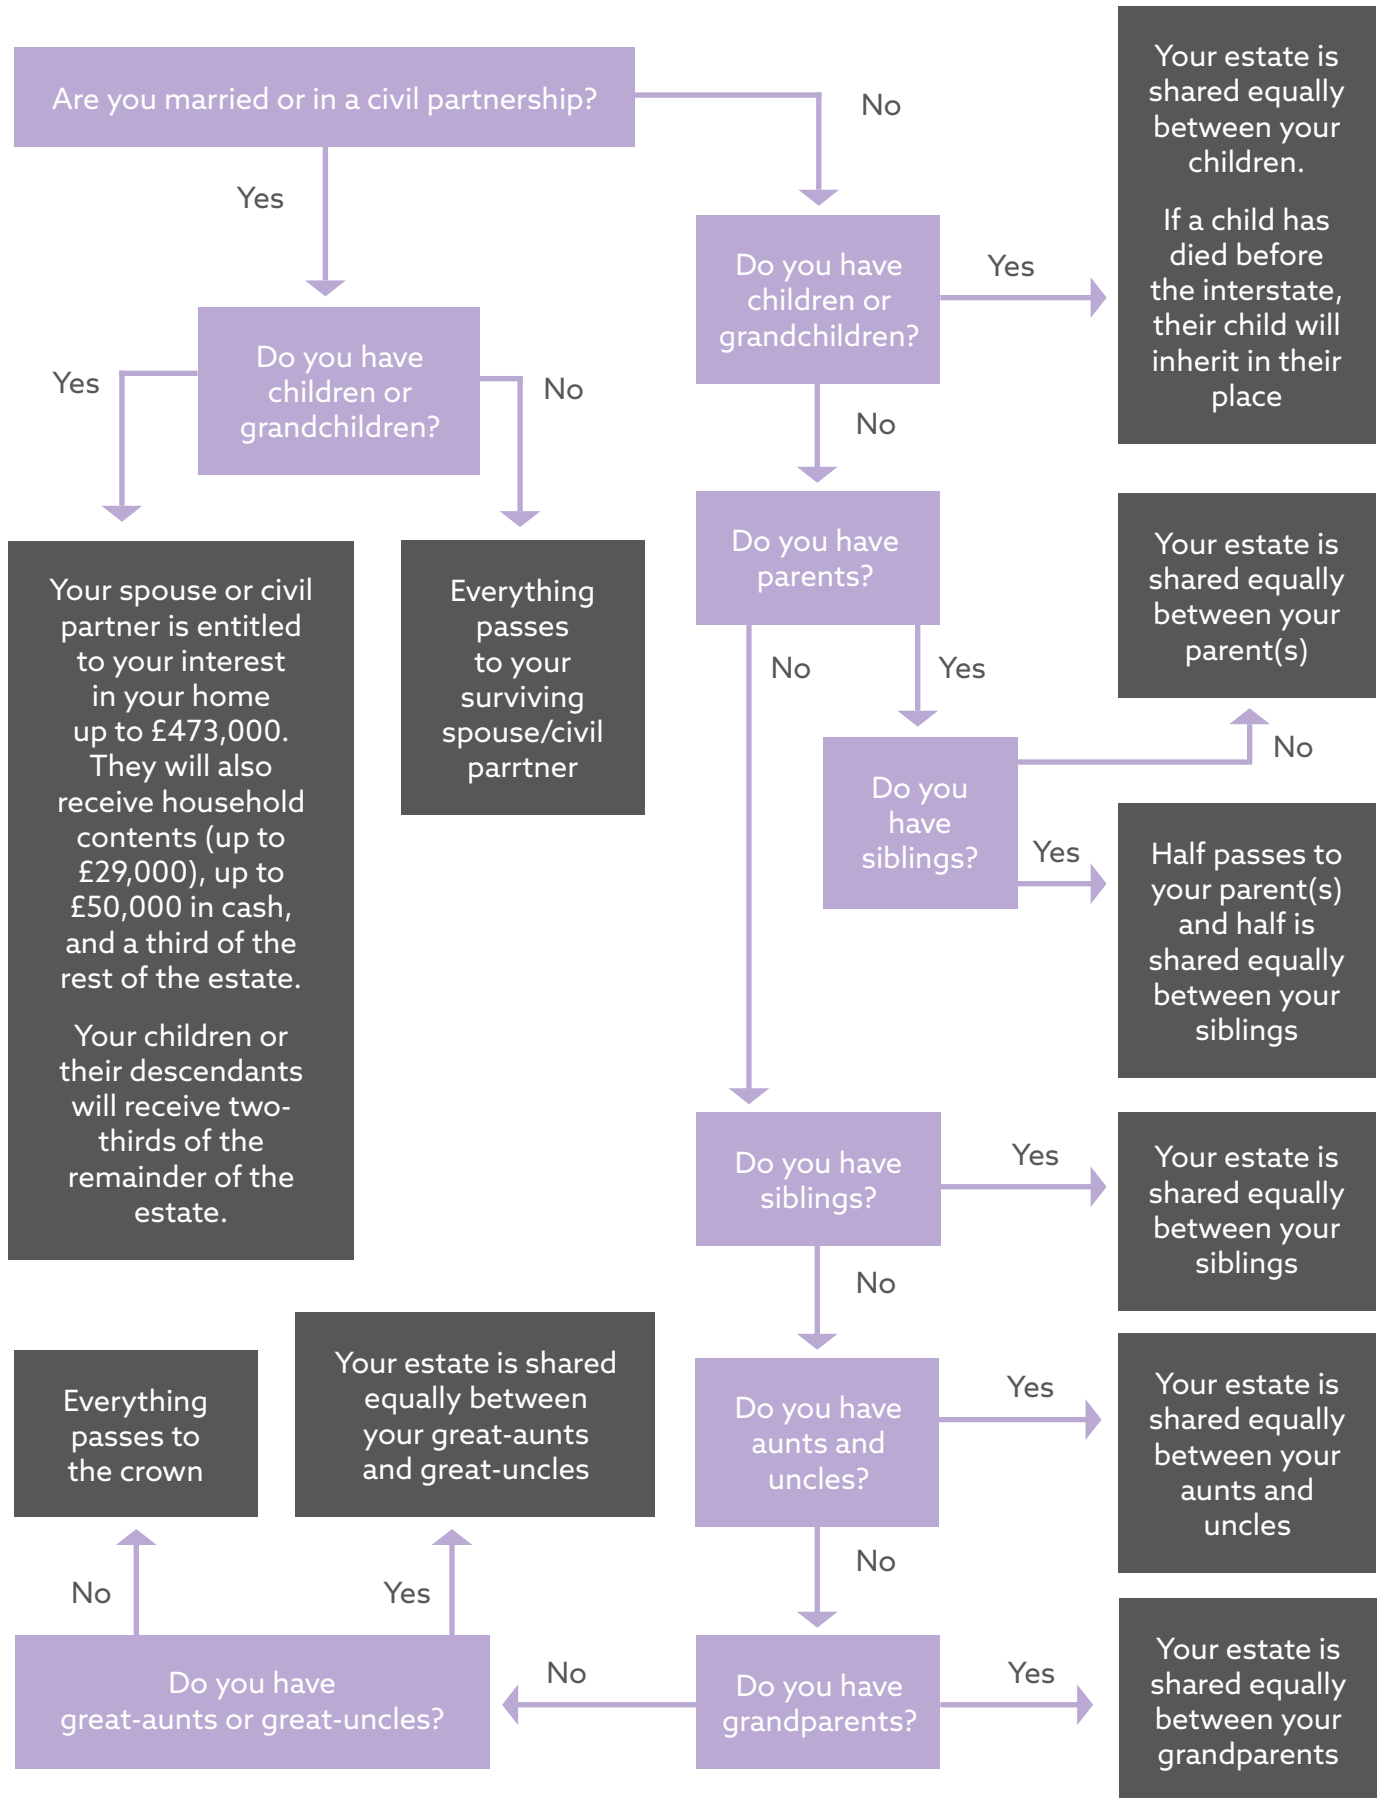 Are you married or in a civil partnership?
No
Yes
Do you have
children or
grandchildren?
Yes
No
Your spouse or civil
partner is entitled
to your interest
in your home
up to £473,000.
They will also
receive household
contents (up to
£29,000), up to
£50,000 in cash,
and a third of the
rest of the estate.
Your children or
their descendants
will receive two-
thirds of the
remainder of the
estate.
Everything
passes
to your
surviving
spouse/civil
parrtner
Do you have
children or
grandchildren?
Yes
Your estate is
shared equally
between your
children.
If a child has
died before
the interstate,
their child will
inherit in their
place
No
Do you have
parents?
No
Yes
Do you
have
siblings?
No
Your estate is
shared equally
between your
parent(s)
Yes
Half passes to
your parent(s)
and half is
shared equally
between your
siblings
Do you have
siblings?
Yes
Your estate is
shared equally
between your
siblings
No
Do you have
aunts and
uncles?
Yes
Your estate is
shared equally
between your
aunts and
uncles
No
Do you have
grandparents?
Yes
Your estate is
shared equally
between your
grandparents
No
Do you have
great-aunts or great-uncles?
Yes
Your estate is shared
equally between
your great-aunts
and great-uncles
No
Everything
passes to
the crown